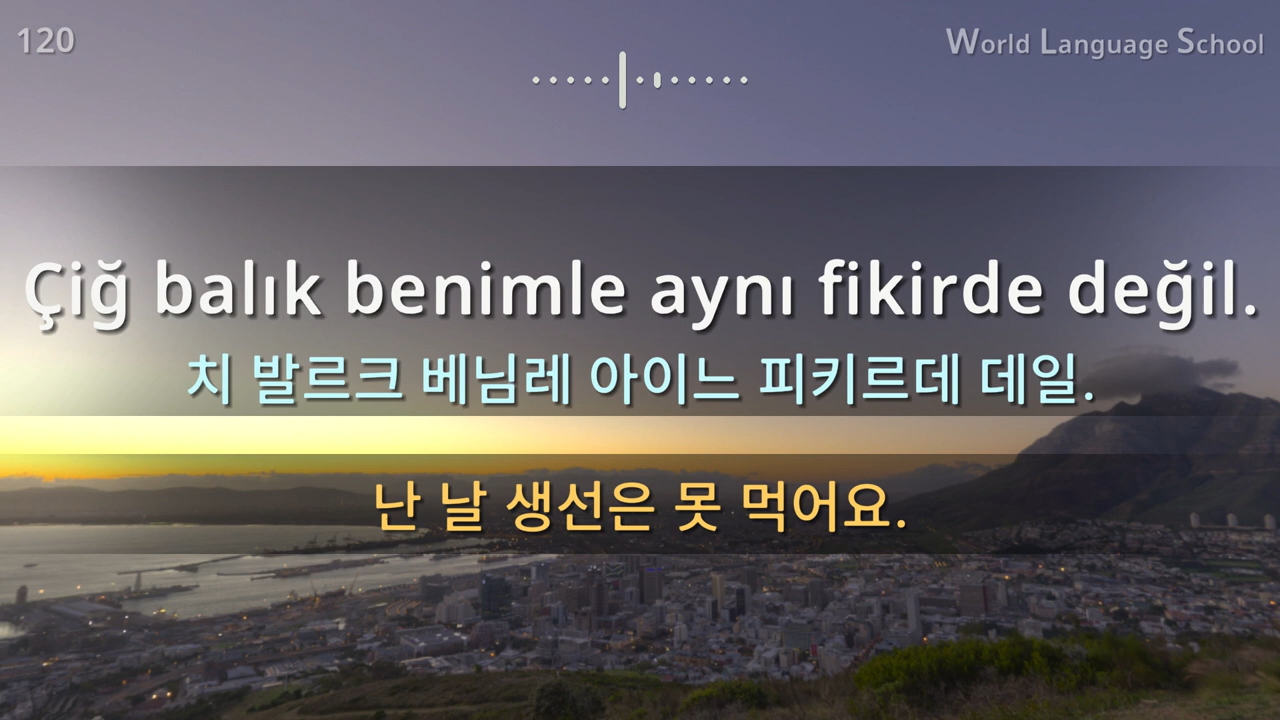 120
World Language School
Çiğ balık benimle aynı fikirde değil.
치 발르크 베님레 아이느 피키르데 데일.
난 날 생선은 못 먹어요.